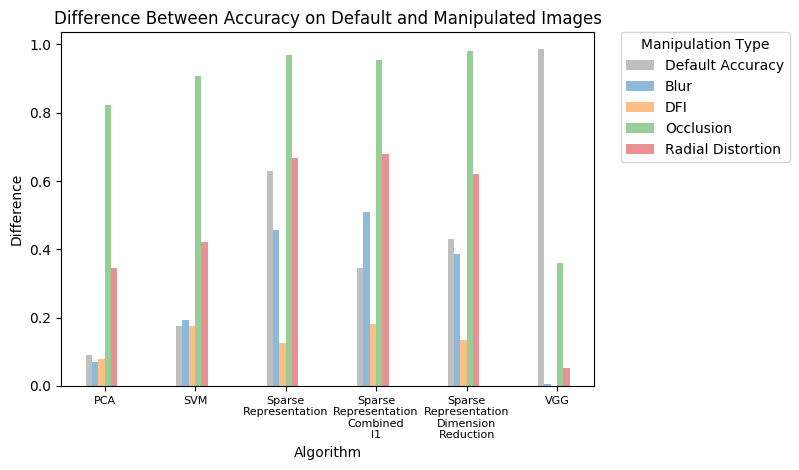 Difference Between Accuracy on Default and Manipulated Images
Difference
1.0
0.8
0.6
0.4
0.2
0.0
PCA
SVM
Sparse
Representation
Sparse
Representation
Combined
l1
Sparse
Representation
Dimension
Reduction
VGG
Algorithm
Manipulation Type
Default Accuracy
Blur
DFI
Occlusion
Radial Distortion